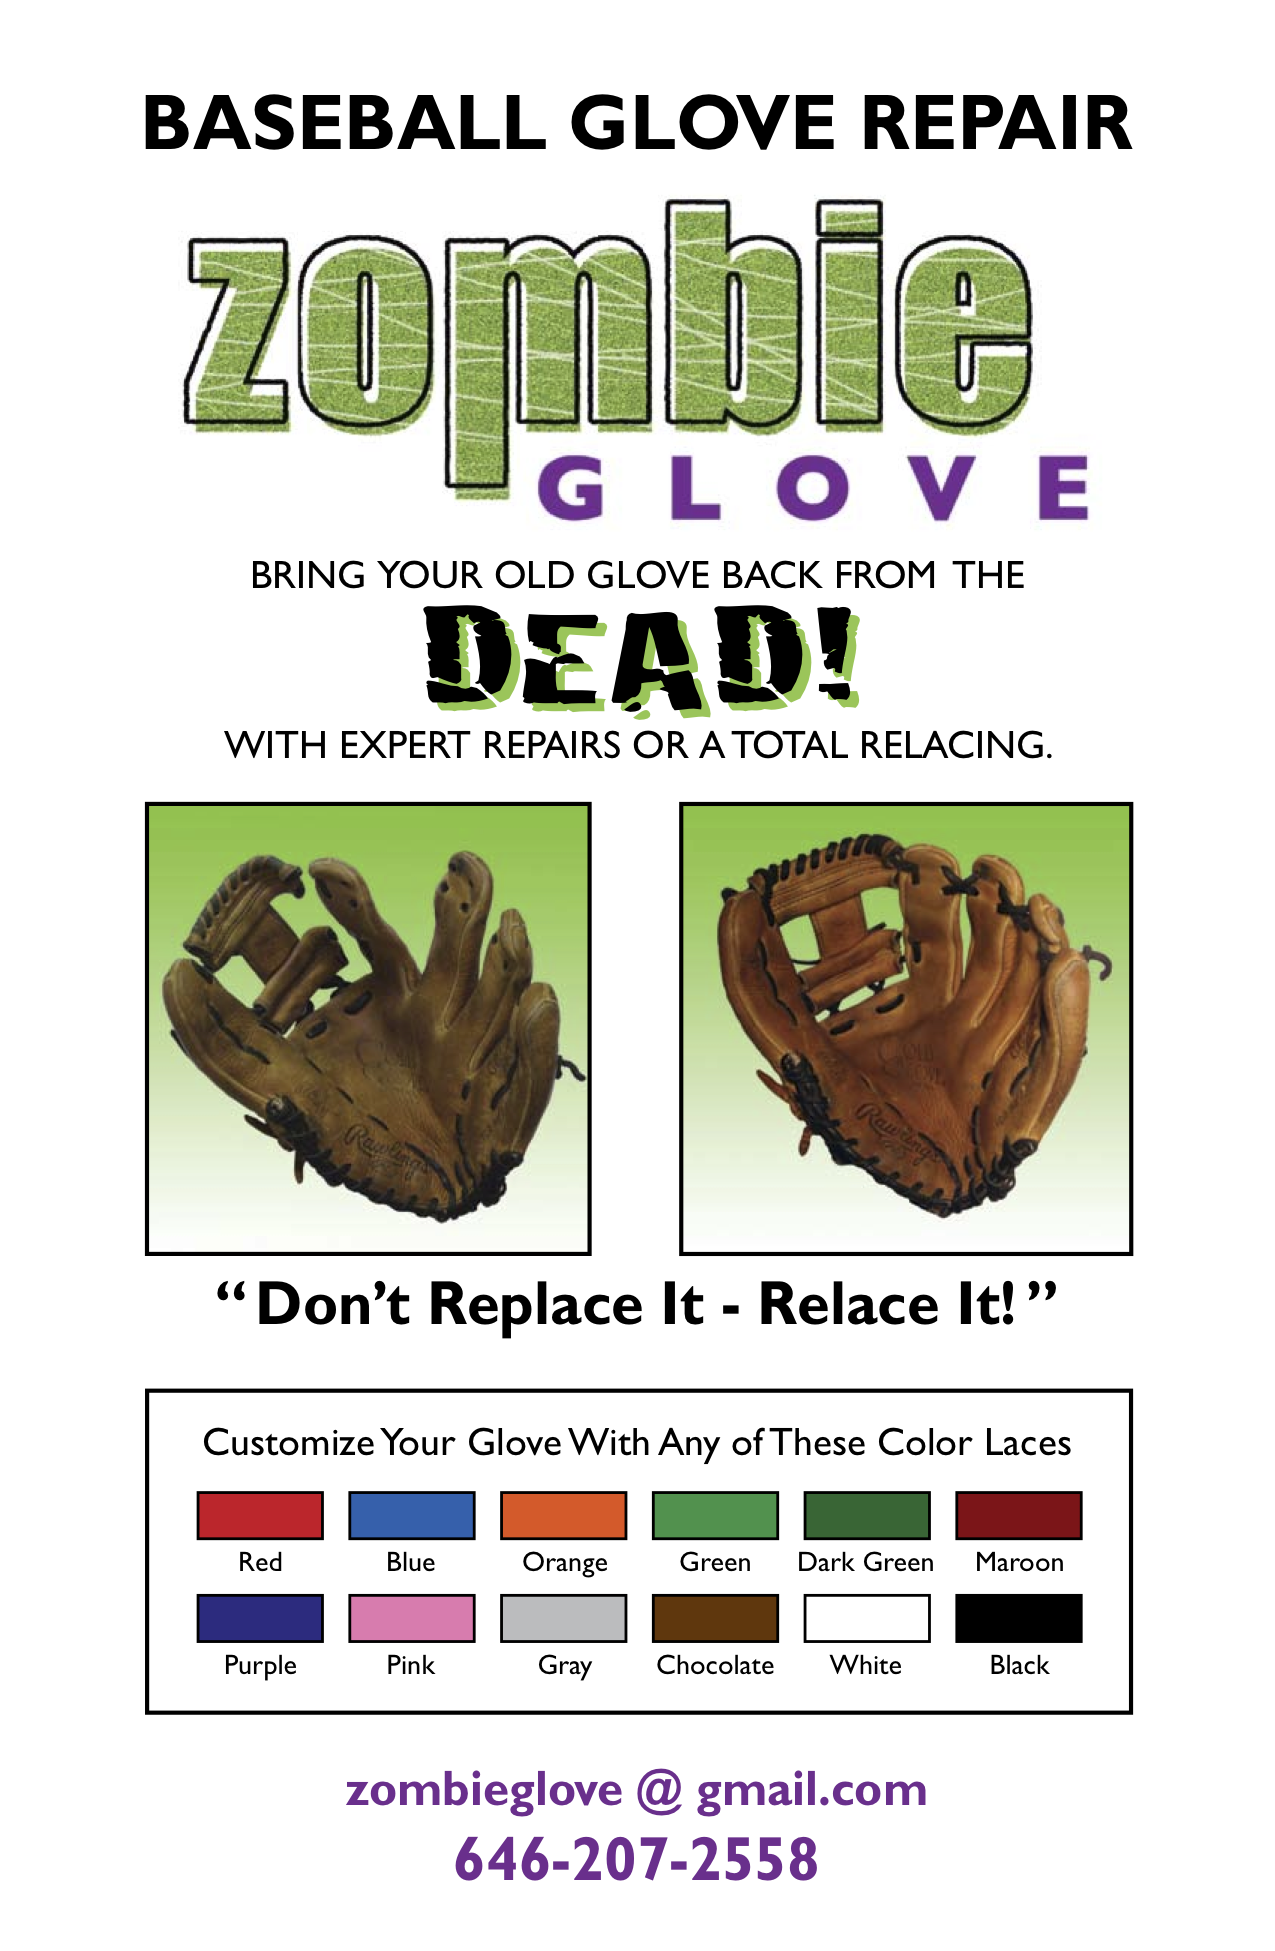 BASEBALL GLOVE REPAIR
zombie
GLOVE
BRING YOUR OLD GLOVE BACK FROM THE
DEAD!
WITH EXPERT REPAIRS OR A TOTAL RELACING.
Rawlings
Rawlings
“Don’t Replace It - Relace It!”
Customize Your Glove With Any of These Color Laces
Red Blue Orange Green Dark Green Maroon
Purple Pink Gray Chocolate White Black
zombieglove @ gmail.com
646-207-2558